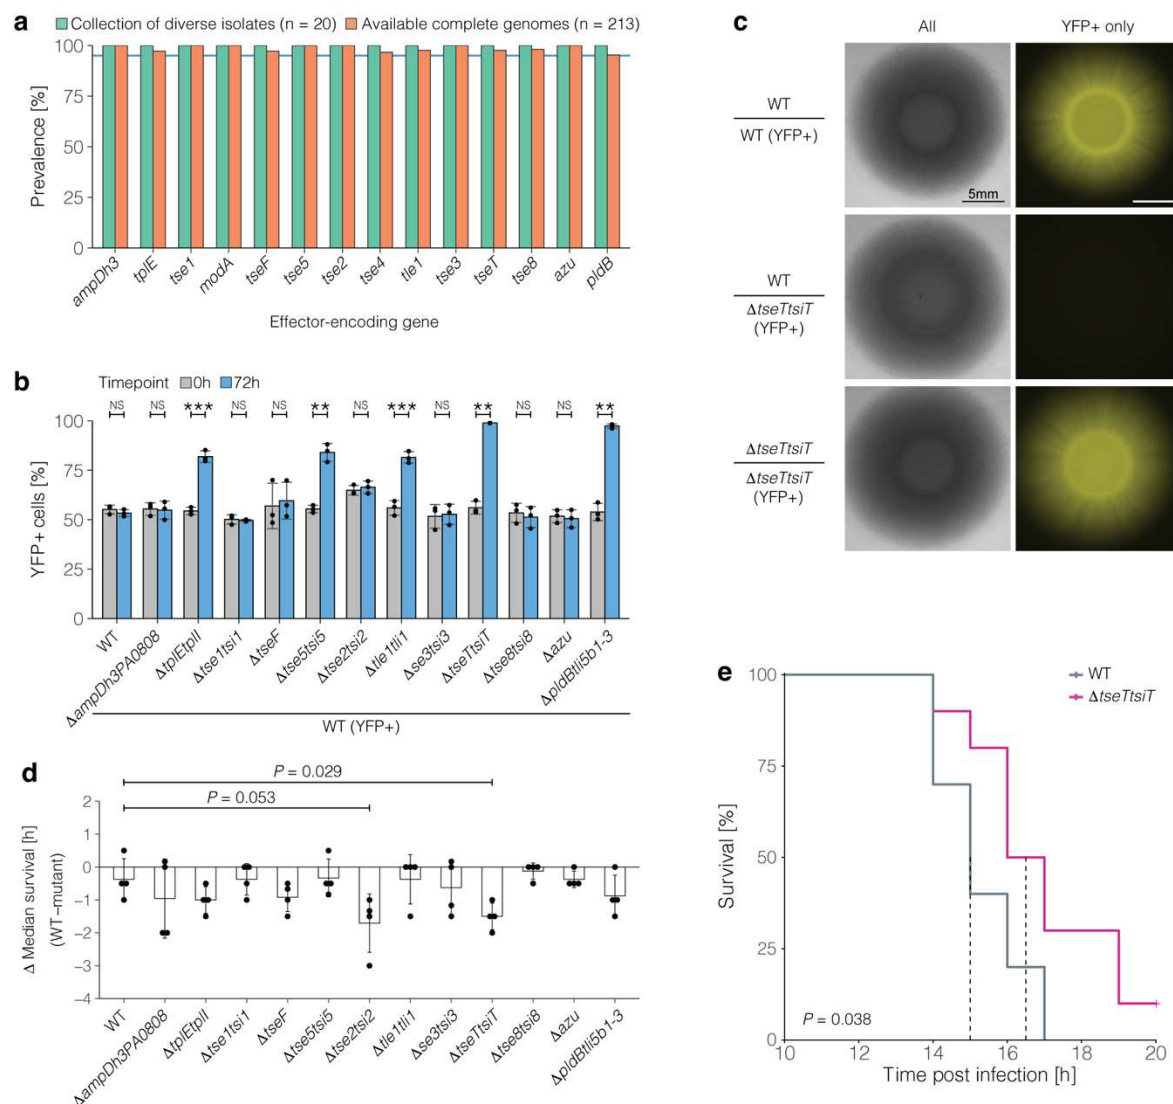 a
Collection of diverse isolates (n = 20) Available complete genomes (n = 213)
Prevalence [%]
100
75
50
25
0
ampDh3 tplE tse1 modA tseF tse5 tse2 tse4 tle1 tse3 tseT tse8 azu pldB
Effector-encoding gene
b
Timepoint 0h 72h
NS NS *** NS NS ** NS *** NS ** NS NS **
YFP+ cells [%]
100
75
50
25
0
WT ΔampDh3PA0808 ΔtplEtplI Δtse1tsi1 ΔtseF Δtse5tsi5 Δtse2tsi2 Δtle1tli1 Δse3tsi3 ΔtseTtsiT Δtse8tsi8 Δazu ΔpldBtli5b1-3
WT (YFP+)
c
All YFP+ only
WT
WT (YFP+)
5mm
WT
ΔtseTtsiT
(YFP+)
ΔtseTtsiT
ΔtseTtsiT
(YFP+)
d
P = 0.029
P = 0.053
Δ Median survival [h]
(WT–mutant)
2
1
0
–1
–2
–3
–4
WT ΔampDh3PA0808 ΔtplEtplI Δtse1tsi1 ΔtseF Δtse5tsi5 Δtse2tsi2 Δtle1tli1 Δse3tsi3 ΔtseTtsiT Δtse8tsi8 Δazu ΔpldBtli5b1-3
e
WT
ΔtseTtsiT
Survival [%]
100
75
50
25
0
P = 0.038
10 12 14 16 18 20
Time post infection [h]